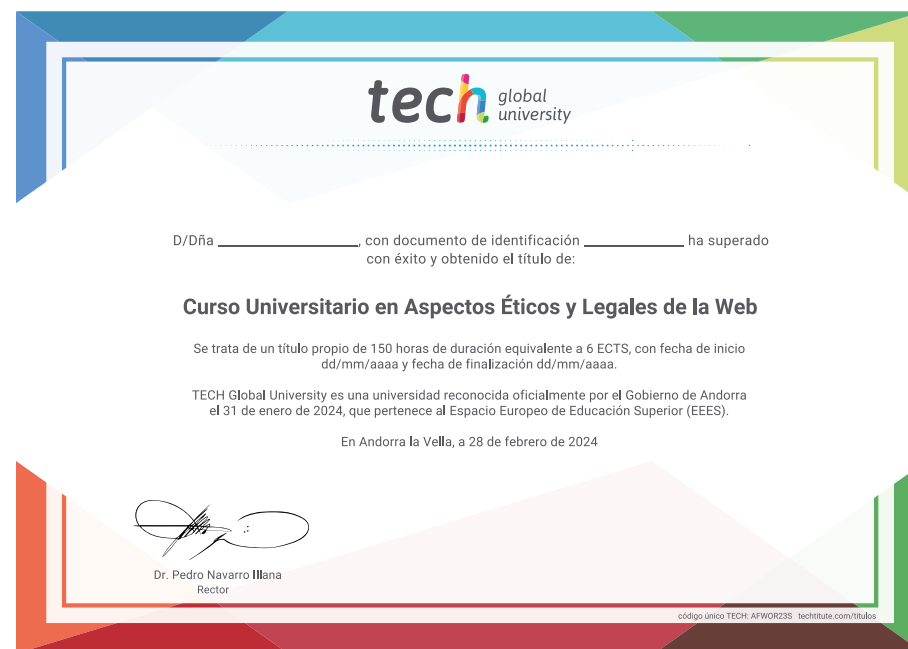 tech global university
D/Dña ____________________, con documento de identificación ______________ ha superado
con éxito y obtenido el título de:
Curso Universitario en Aspectos Éticos y Legales de la Web
Se trata de un título propio de 150 horas de duración equivalente a 6 ECTS, con fecha de inicio
dd/mm/aaaa y fecha de finalización dd/mm/aaaa.
TECH Global University es una universidad reconocida oficialmente por el Gobierno de Andorra
el 31 de enero de 2024, que pertenece al Espacio Europeo de Educación Superior (EEES).
En Andorra la Vella, a 28 de febrero de 2024
Dr. Pedro Navarro Illana
Rector
código único TECH: AFWOR23S techtitute.com/titulos